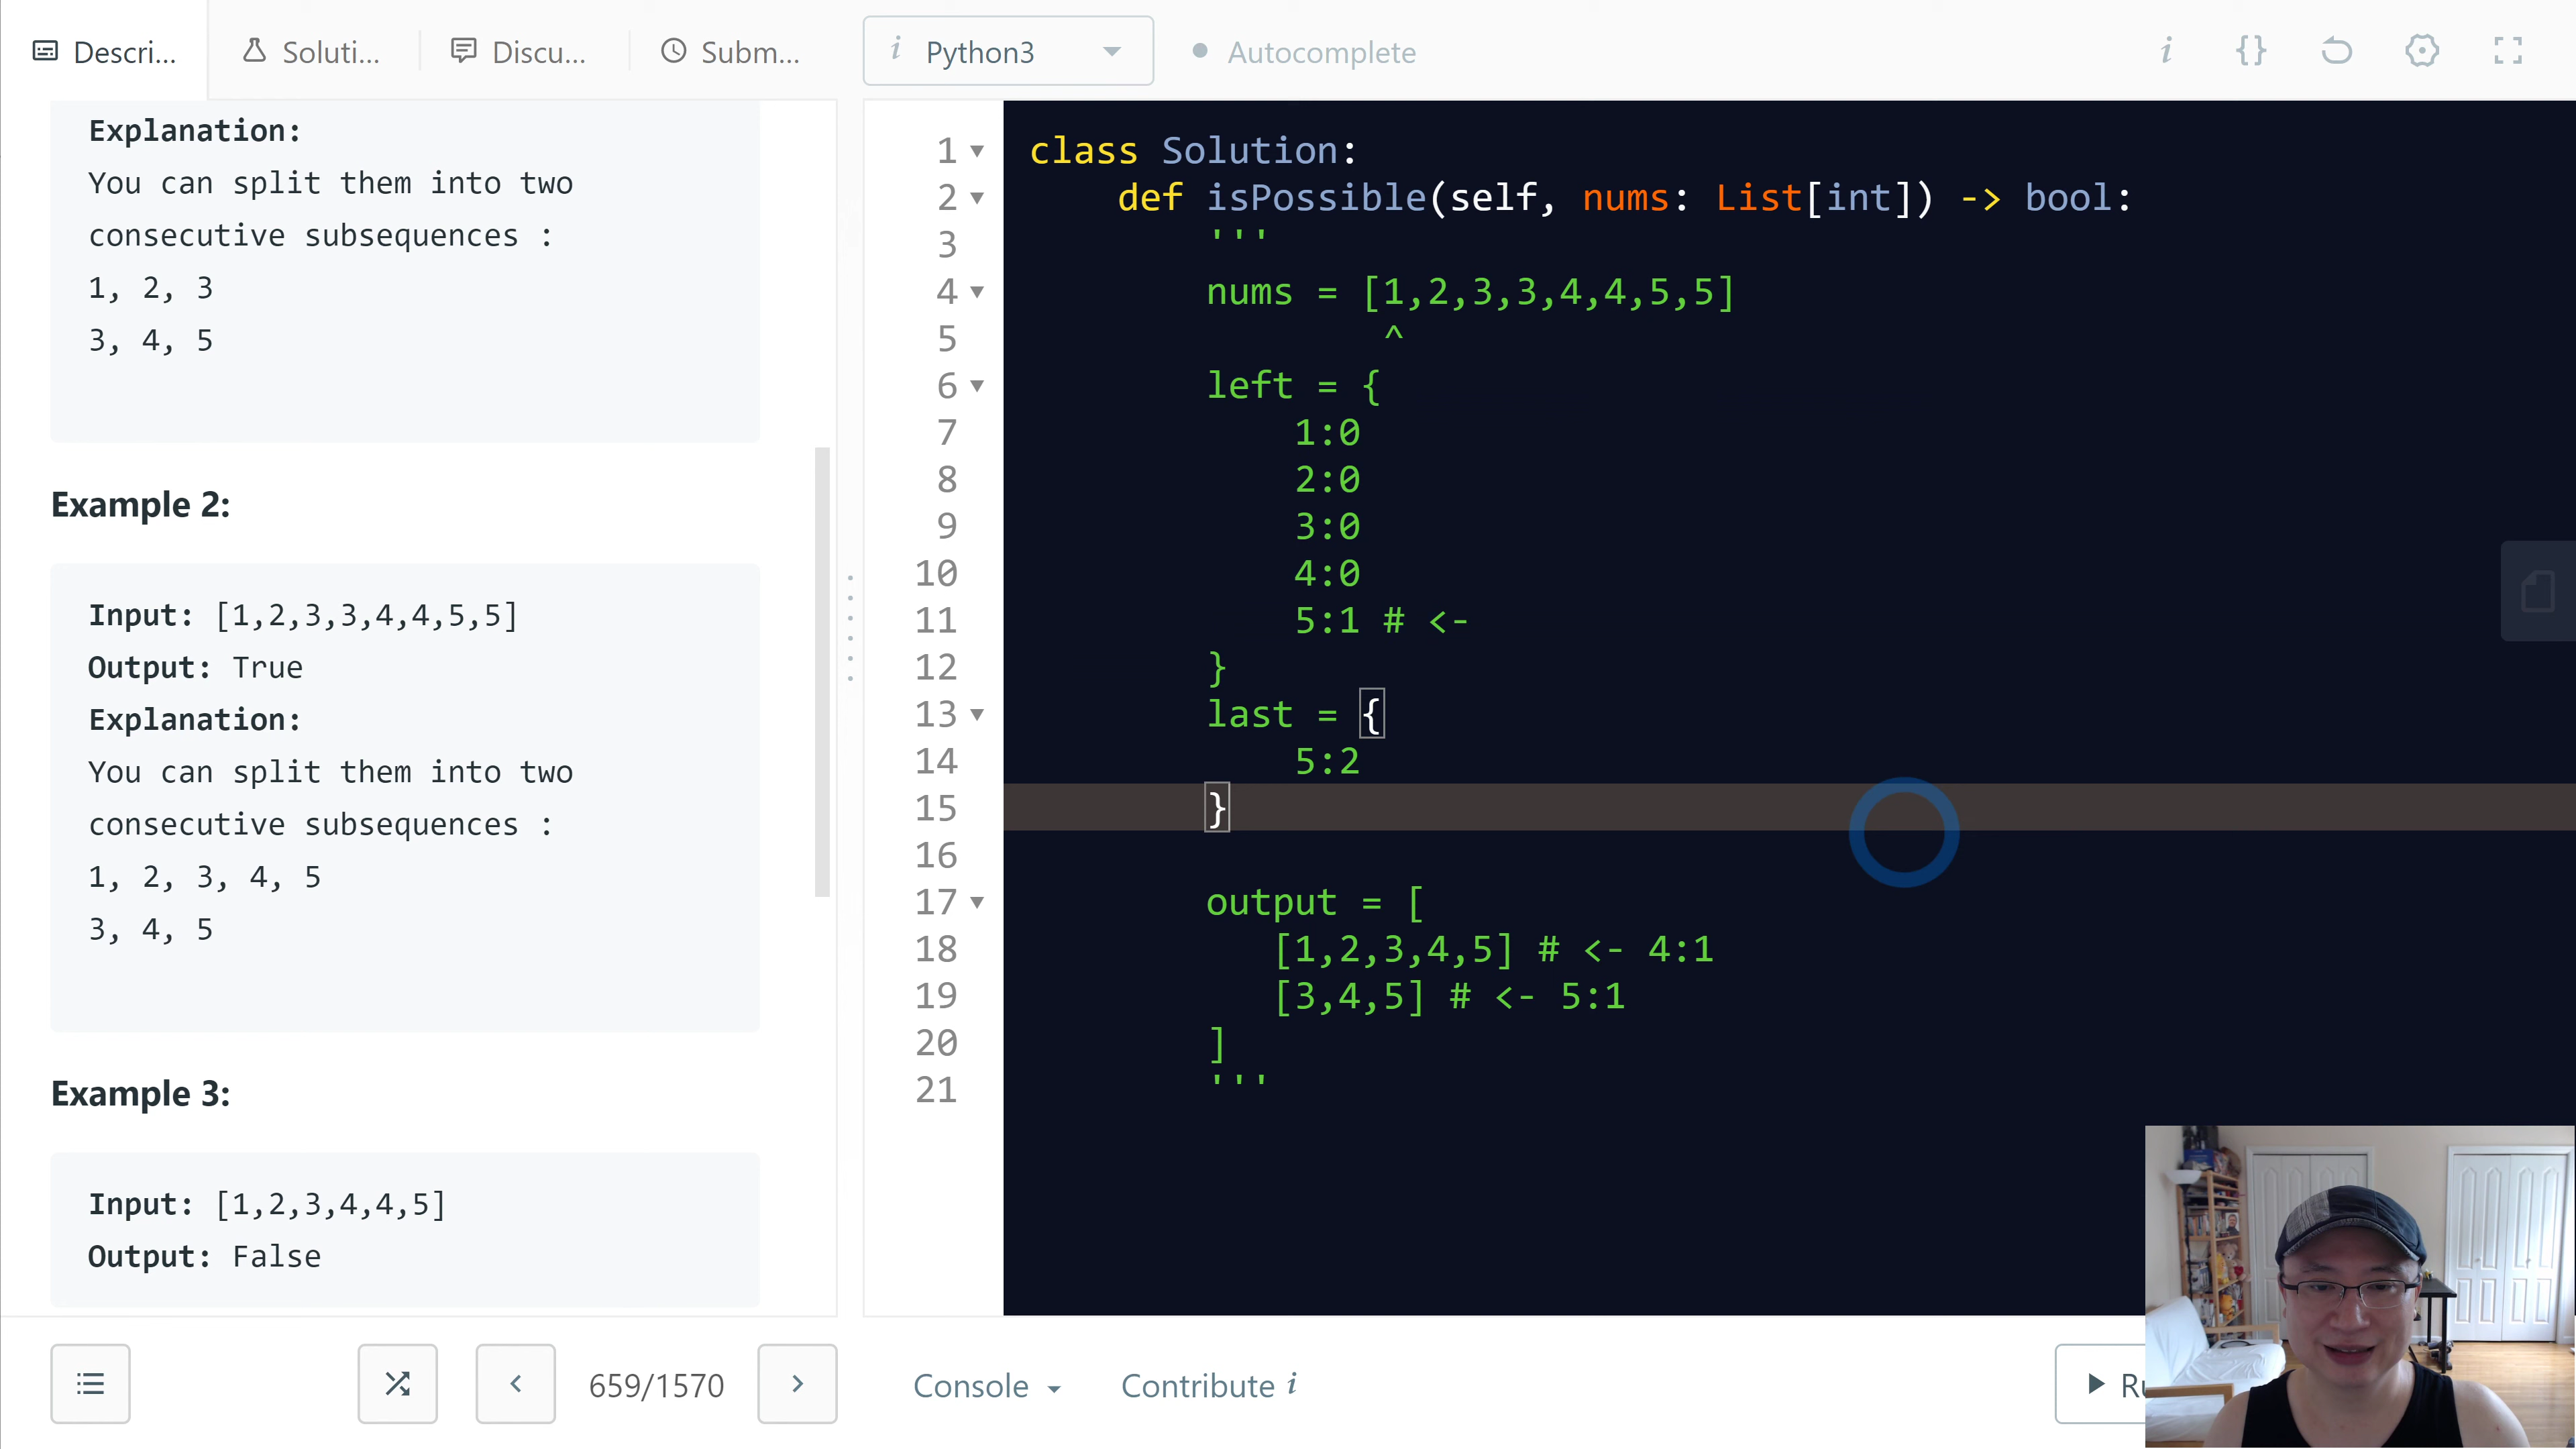 Descri...
Soluti...
Discu...
Subm...
i Python3
Autocomplete
i {}
Explanation:
You can split them into two
consecutive subsequences :
1, 2, 3
3, 4, 5
Example 2:
Input: [1,2,3,3,4,4,5,5]
Output: True
Explanation:
You can split them into two
consecutive subsequences :
1, 2, 3, 4, 5
3, 4, 5
Example 3:
Input: [1,2,3,4,4,5]
Output: False
659/1570
1 class Solution:
2 def isPossible(self, nums: List[int]) -> bool:
3 '''
4 nums = [1,2,3,3,4,4,5,5]
5 ^
6 left = {
7 1:0
8 2:0
9 3:0
10 4:0
11 5:1 # <-
12 }
13 last = {
14 5:2
15 }
16
17 output = [
18 [1,2,3,4,5] # <- 4:1
19 [3,4,5] # <- 5:1
20 ]
21 '''
Console
Contribute i